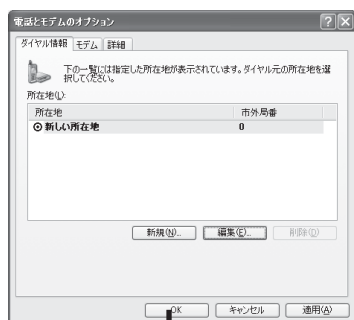 電話とモデムのオプション
ダイヤル情報 モデム 詳細
下の一覧には指定した所在地が表示されています。ダイヤル元の所在地を選
択してください。
所在地(L):
所在地 市外局番
新しい所在地 0
新規(N)... 編集(E)... 削除(D)
OK キャンセル 適用(A)